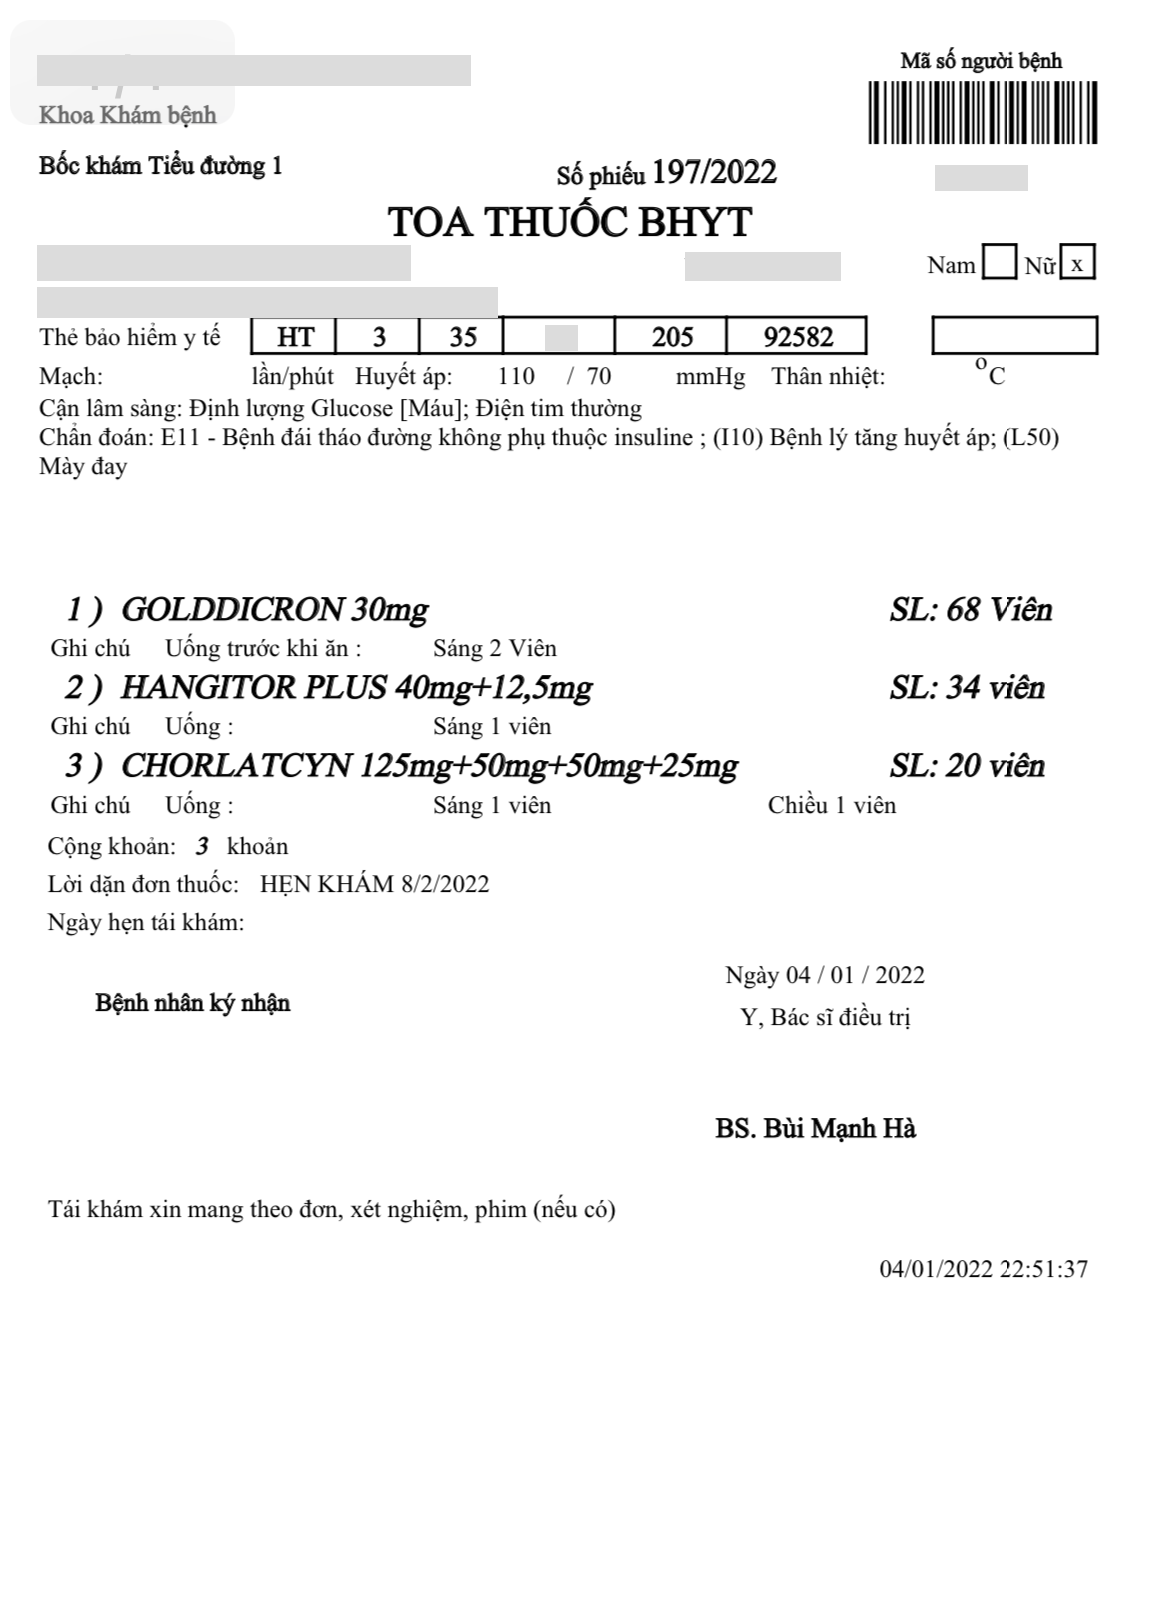 Mã số người bệnh
Khoa Khám bệnh
Bốc khám Tiểu đường 1
Số phiếu 197/2022
TOA THUỐC BHYT
Nam Nữ x
Thẻ bảo hiểm y tế HT 3 35 205 92582
Mạch: lần/phút Huyết áp: 110 / 70 mmHg Thân nhiệt: °C
Cận lâm sàng: Định lượng Glucose [Máu]; Điện tim thường
Chẩn đoán: E11 - Bệnh đái tháo đường không phụ thuộc insuline ; (I10) Bệnh lý tăng huyết áp; (L50)
Mày đay
1 ) GOLDDICRON 30mg SL: 68 Viên
Ghi chú Uống trước khi ăn : Sáng 2 Viên
2 ) HANGITOR PLUS 40mg+12,5mg SL: 34 viên
Ghi chú Uống : Sáng 1 viên
3 ) CHORLATCYN 125mg+50mg+50mg+25mg SL: 20 viên
Ghi chú Uống : Sáng 1 viên Chiều 1 viên
Cộng khoản: 3 khoản
Lời dặn đơn thuốc: HẸN KHÁM 8/2/2022
Ngày hẹn tái khám:
Ngày 04 / 01 / 2022
Bệnh nhân ký nhận
Y, Bác sĩ điều trị
BS. Bùi Mạnh Hà
Tái khám xin mang theo đơn, xét nghiệm, phim (nếu có)
04/01/2022 22:51:37